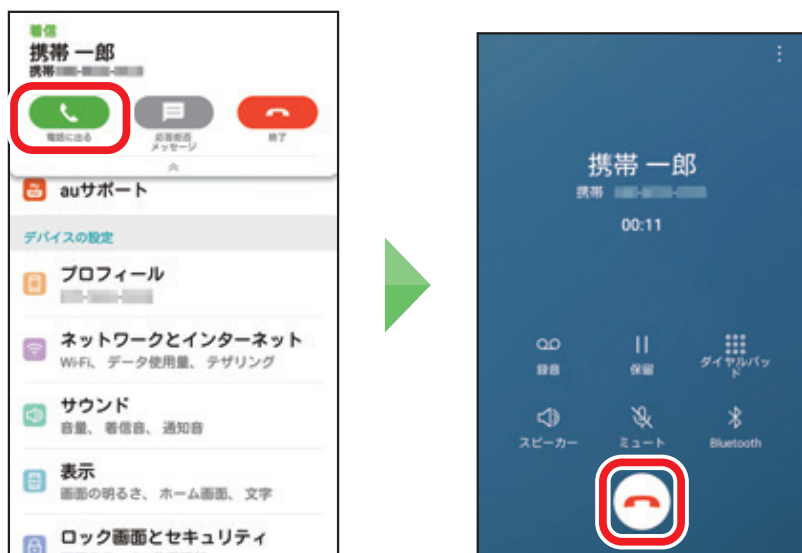 着信
携帯 一郎
携帯
電話に出る
応答拒否
メッセージ
終了
auサポート
デバイスの設定
プロフィール
ネットワークとインターネット
Wi-Fi、データ使用量、テザリング
サウンド
音量、着信音、通知音
表示
画面の明るさ、ホーム画面、文字
ロック画面とセキュリティ
携帯 一郎
携帯
00:11
録音
保留
ダイヤルパッ
ド
スピーカー
ミュート
Bluetooth